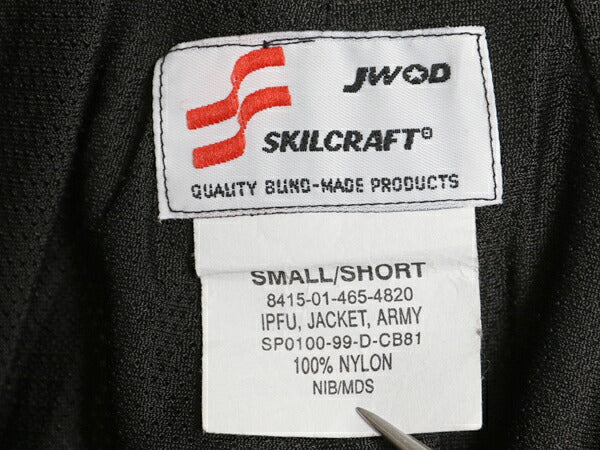 JWOD
SKILCRAFT®
QUALITY BLIND-MADE PRODUCTS
SMALL/SHORT
8415-01-465-4820
IPFU, JACKET, ARMY
SP0100-99-D-CB81
100% NYLON
NIB/MDS